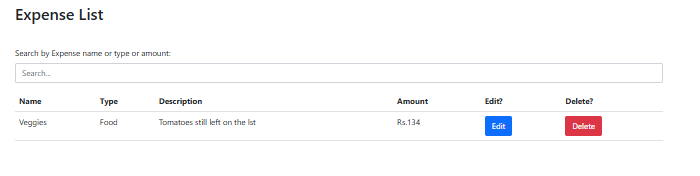 Expense List
Search by Expense name or type or amount:
Search...
Name Type Description Amount Edit? Delete?
Veggies Food Tomatoes still left on the lst Rs.134 Edit Delete